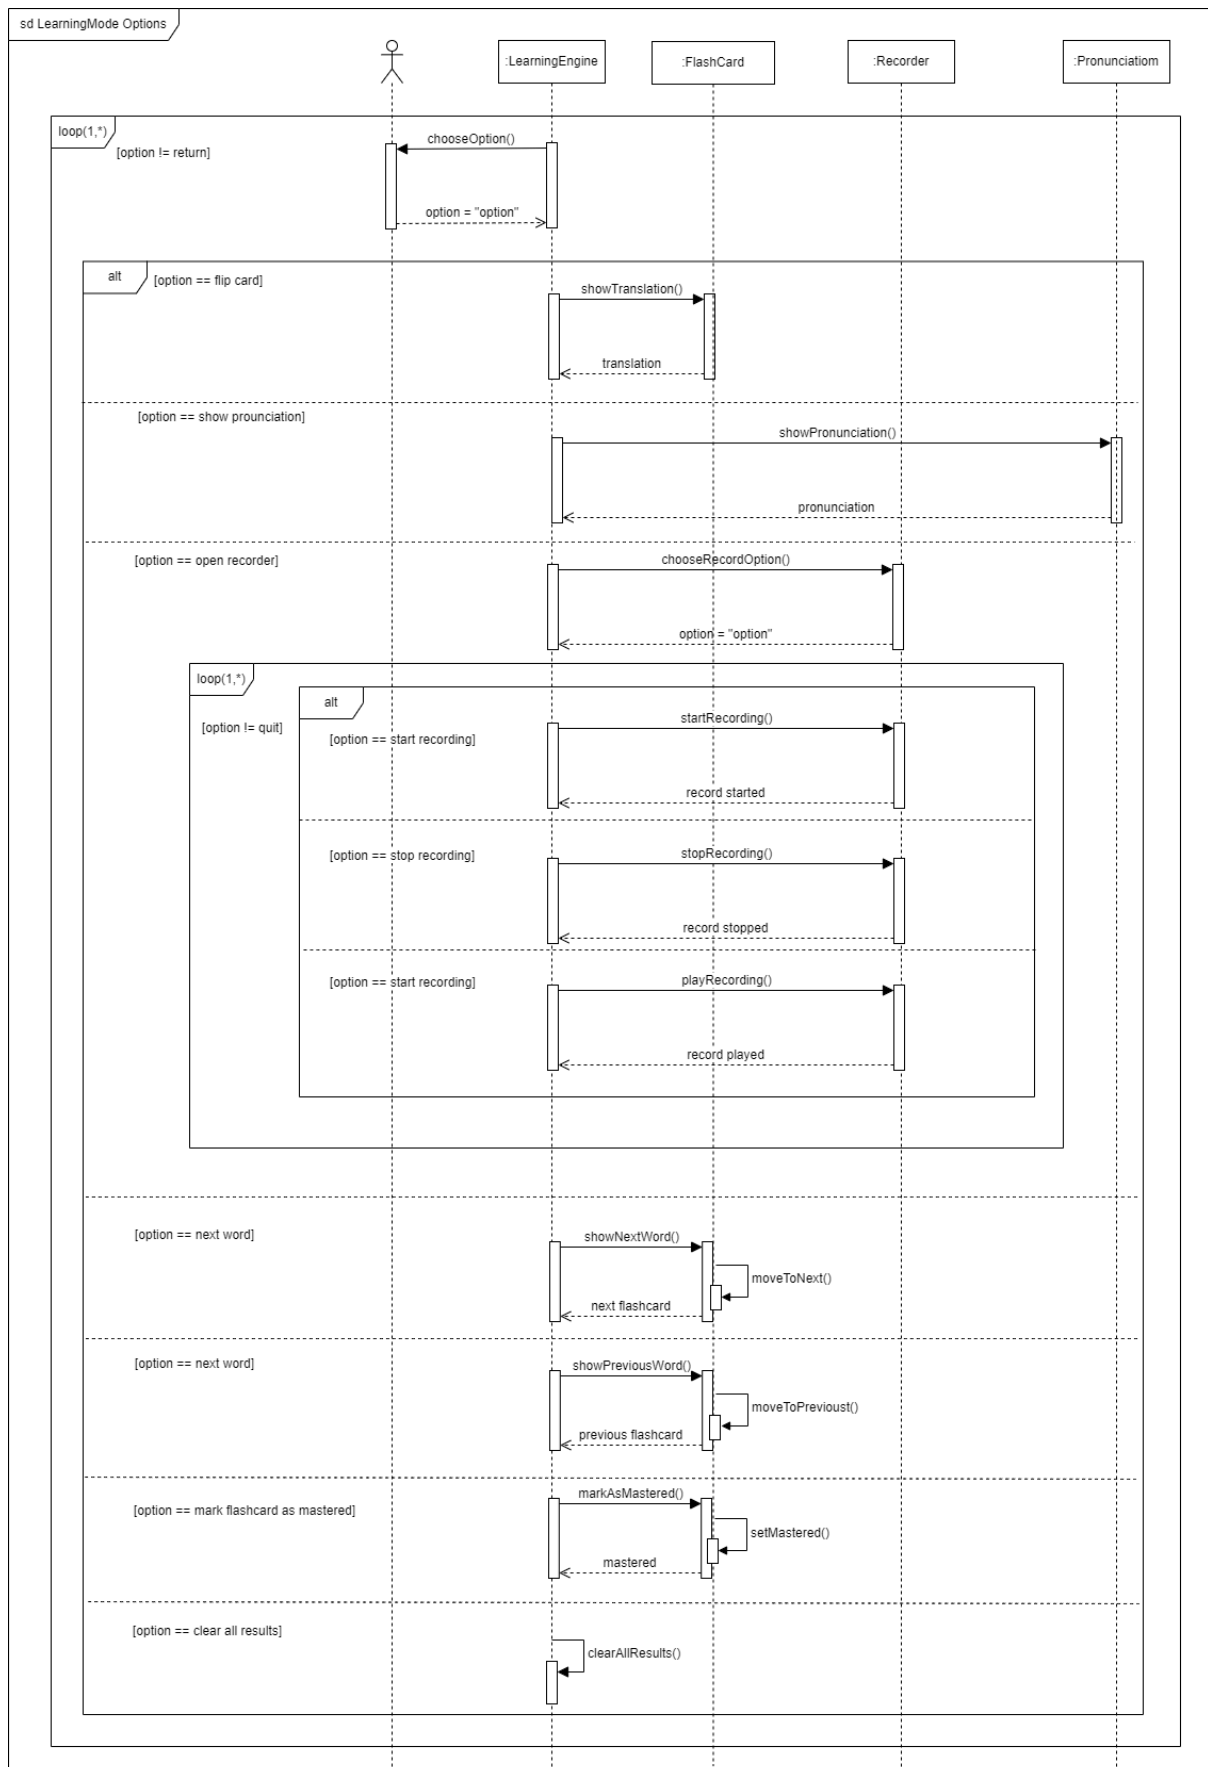 sd LearningMode Options
:LearningEngine
:FlashCard
:Recorder
:Pronunciatiom
loop(1,*)
[option != return]
chooseOption()
option = "option"
alt
[option == flip card]
showTranslation()
translation
[option == show prounciation]
showPronunciation()
pronunciation
[option == open recorder]
chooseRecordOption()
option = "option"
loop(1,*)
[option != quit]
alt
[option == start recording]
startRecording()
record started
[option == stop recording]
stopRecording()
record stopped
[option == start recording]
playRecording()
record played
[option == next word]
showNextWord()
moveToNext()
next flashcard
[option == next word]
showPreviousWord()
moveToPrevioust()
previous flashcard
[option == mark flashcard as mastered]
markAsMastered()
setMastered()
mastered
[option == clear all results]
clearAllResults()